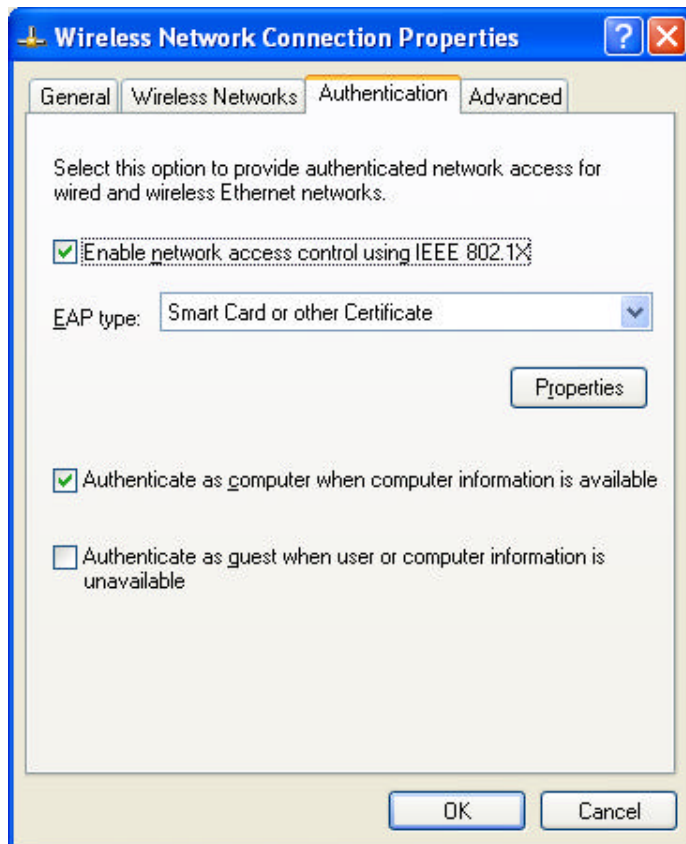 Wireless Network Connection Properties
General Wireless Networks Authentication Advanced
Select this option to provide authenticated network access for
wired and wireless Ethernet networks.
Enable network access control using IEEE 802.1X
EAP type: Smart Card or other Certificate
Properties
Authenticate as computer when computer information is available
Authenticate as guest when user or computer information is
unavailable
OK Cancel